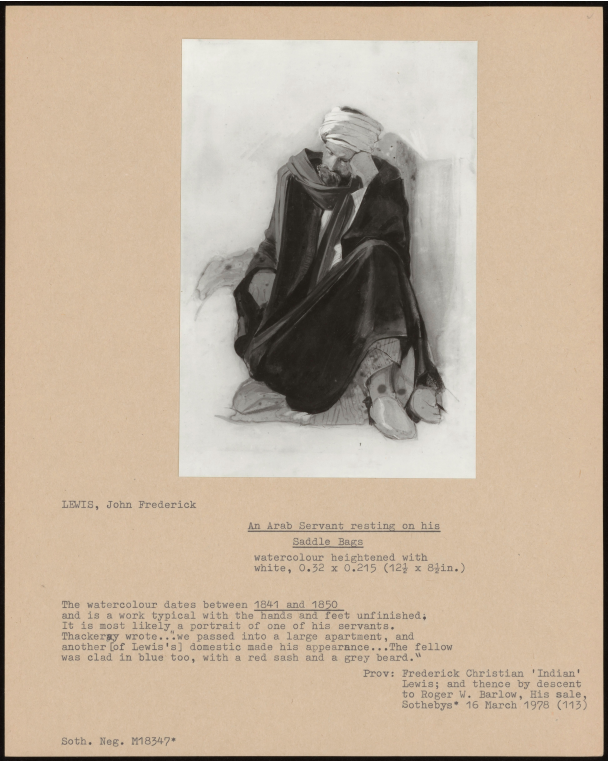 LEWIS, John Frederick
An Arab Servant resting on his
Saddle Bags
watercolour heightened with
white, 0.32 x 0.215 (12½ x 8½in.)
The watercolour dates between 1841 and 1850
and is a work typical with the hands and feet unfinished.
It is most likely a portrait of one of his servants.
Thackeray wrote..."we passed into a large apartment, and
another [of Lewis's] domestic made his appearance...The fellow
was clad in blue too, with a red sash and a grey beard."
Prov: Frederick Christian 'Indian'
Lewis; and thence by descent
to Roger W. Barlow, His sale,
Sothebys* 16 March 1978 (113)
Soth. Neg. M18347*